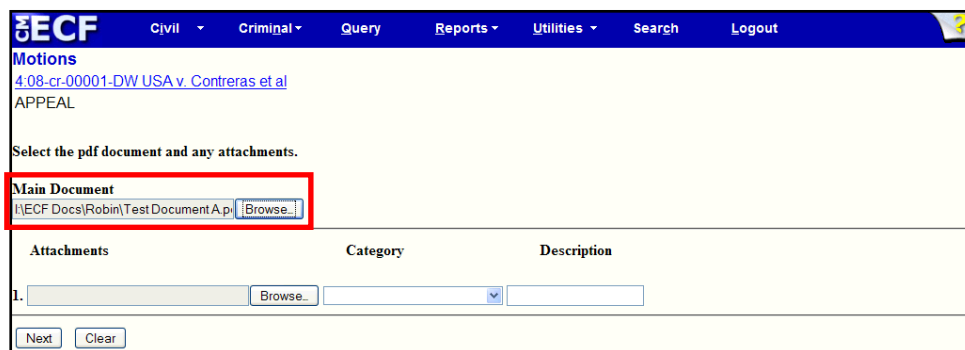 CM ECF Civil Criminal Query Reports Utilities Search Logout ?
Motions
4:08-cr-00001-DW USA v. Contreras et al
APPEAL
Select the pdf document and any attachments.
Main Document
I:\ECF Docs\Robin\Test Document A.p Browse...
Attachments Category Description
1. Browse...
Next Clear